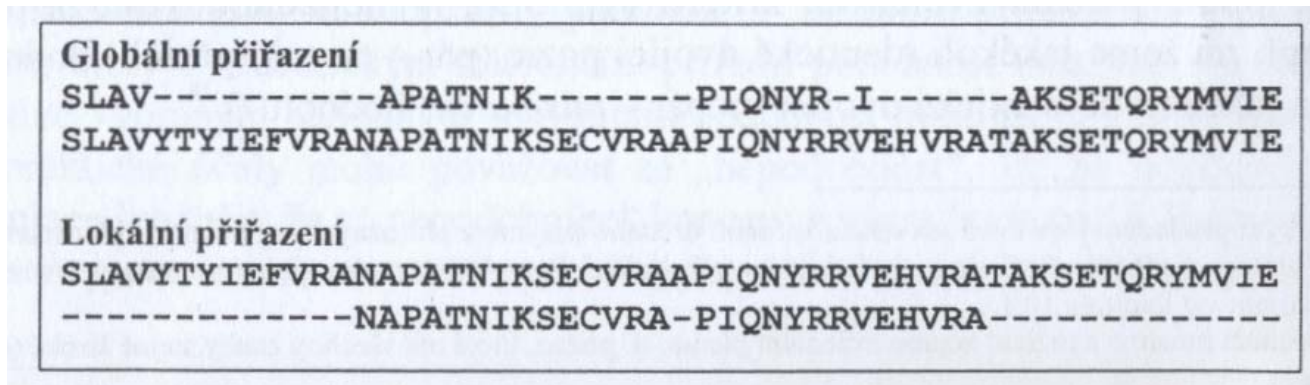 Globální přiřazení
SLAV----------APATNIK-------PIQNYR-I------AKSETQRYMVIE
SLAVYTYIEFVRANAPATNIKSECVRAAPIQNYRRVEHVRATAKSETQRYMVIE
Lokální přiřazení
SLAVYTYIEFVRANAPATNIKSECVRAAPIQNYRRVEHVRATAKSETQRYMVIE
-------------NAPATNIKSECVRA-PIQNYRRVEHVRA